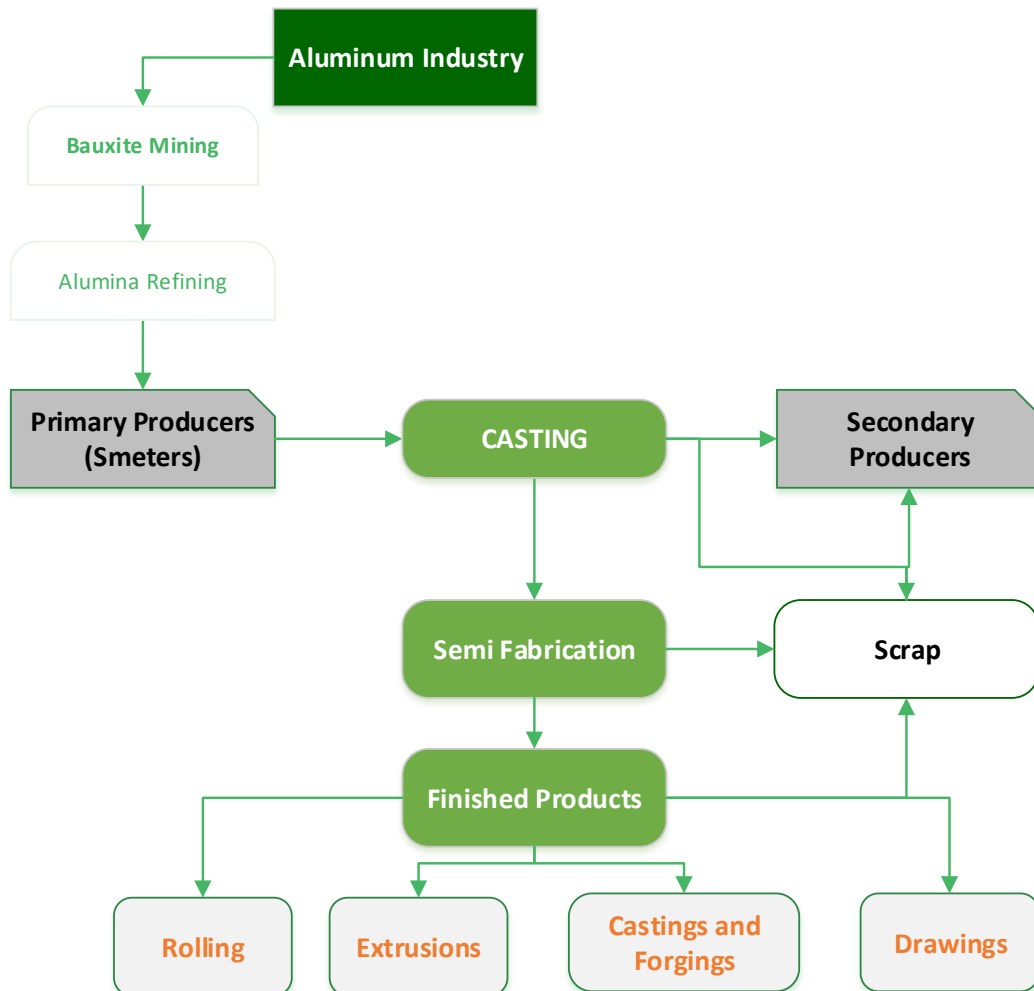 Aluminum Industry
Bauxite Mining
Alumina Refining
Primary Producers
(Smeters)
CASTING
Secondary
Producers
Semi Fabrication
Scrap
Finished Products
Rolling
Extrusions
Castings and
Forgings
Drawings